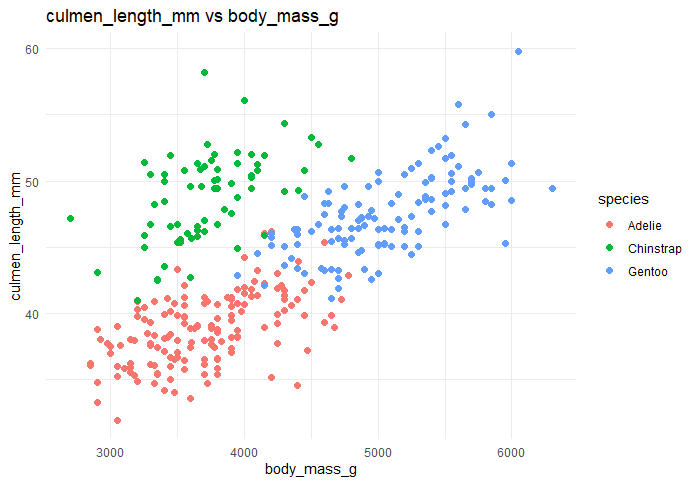 culmen_length_mm vs body_mass_g
60
50
40
culmen_length_mm
3000
4000
5000
6000
body_mass_g
species
Adelie
Chinstrap
Gentoo